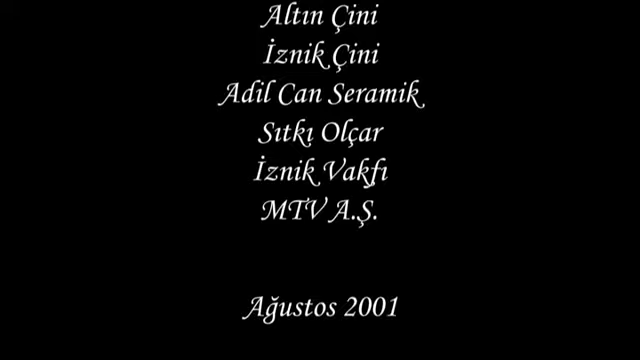 Altın Çini
İznik Çini
Adil Can Seramik
Sıtkı Olçar
İznik Vakfı
MTV A.Ş.
Ağustos 2001